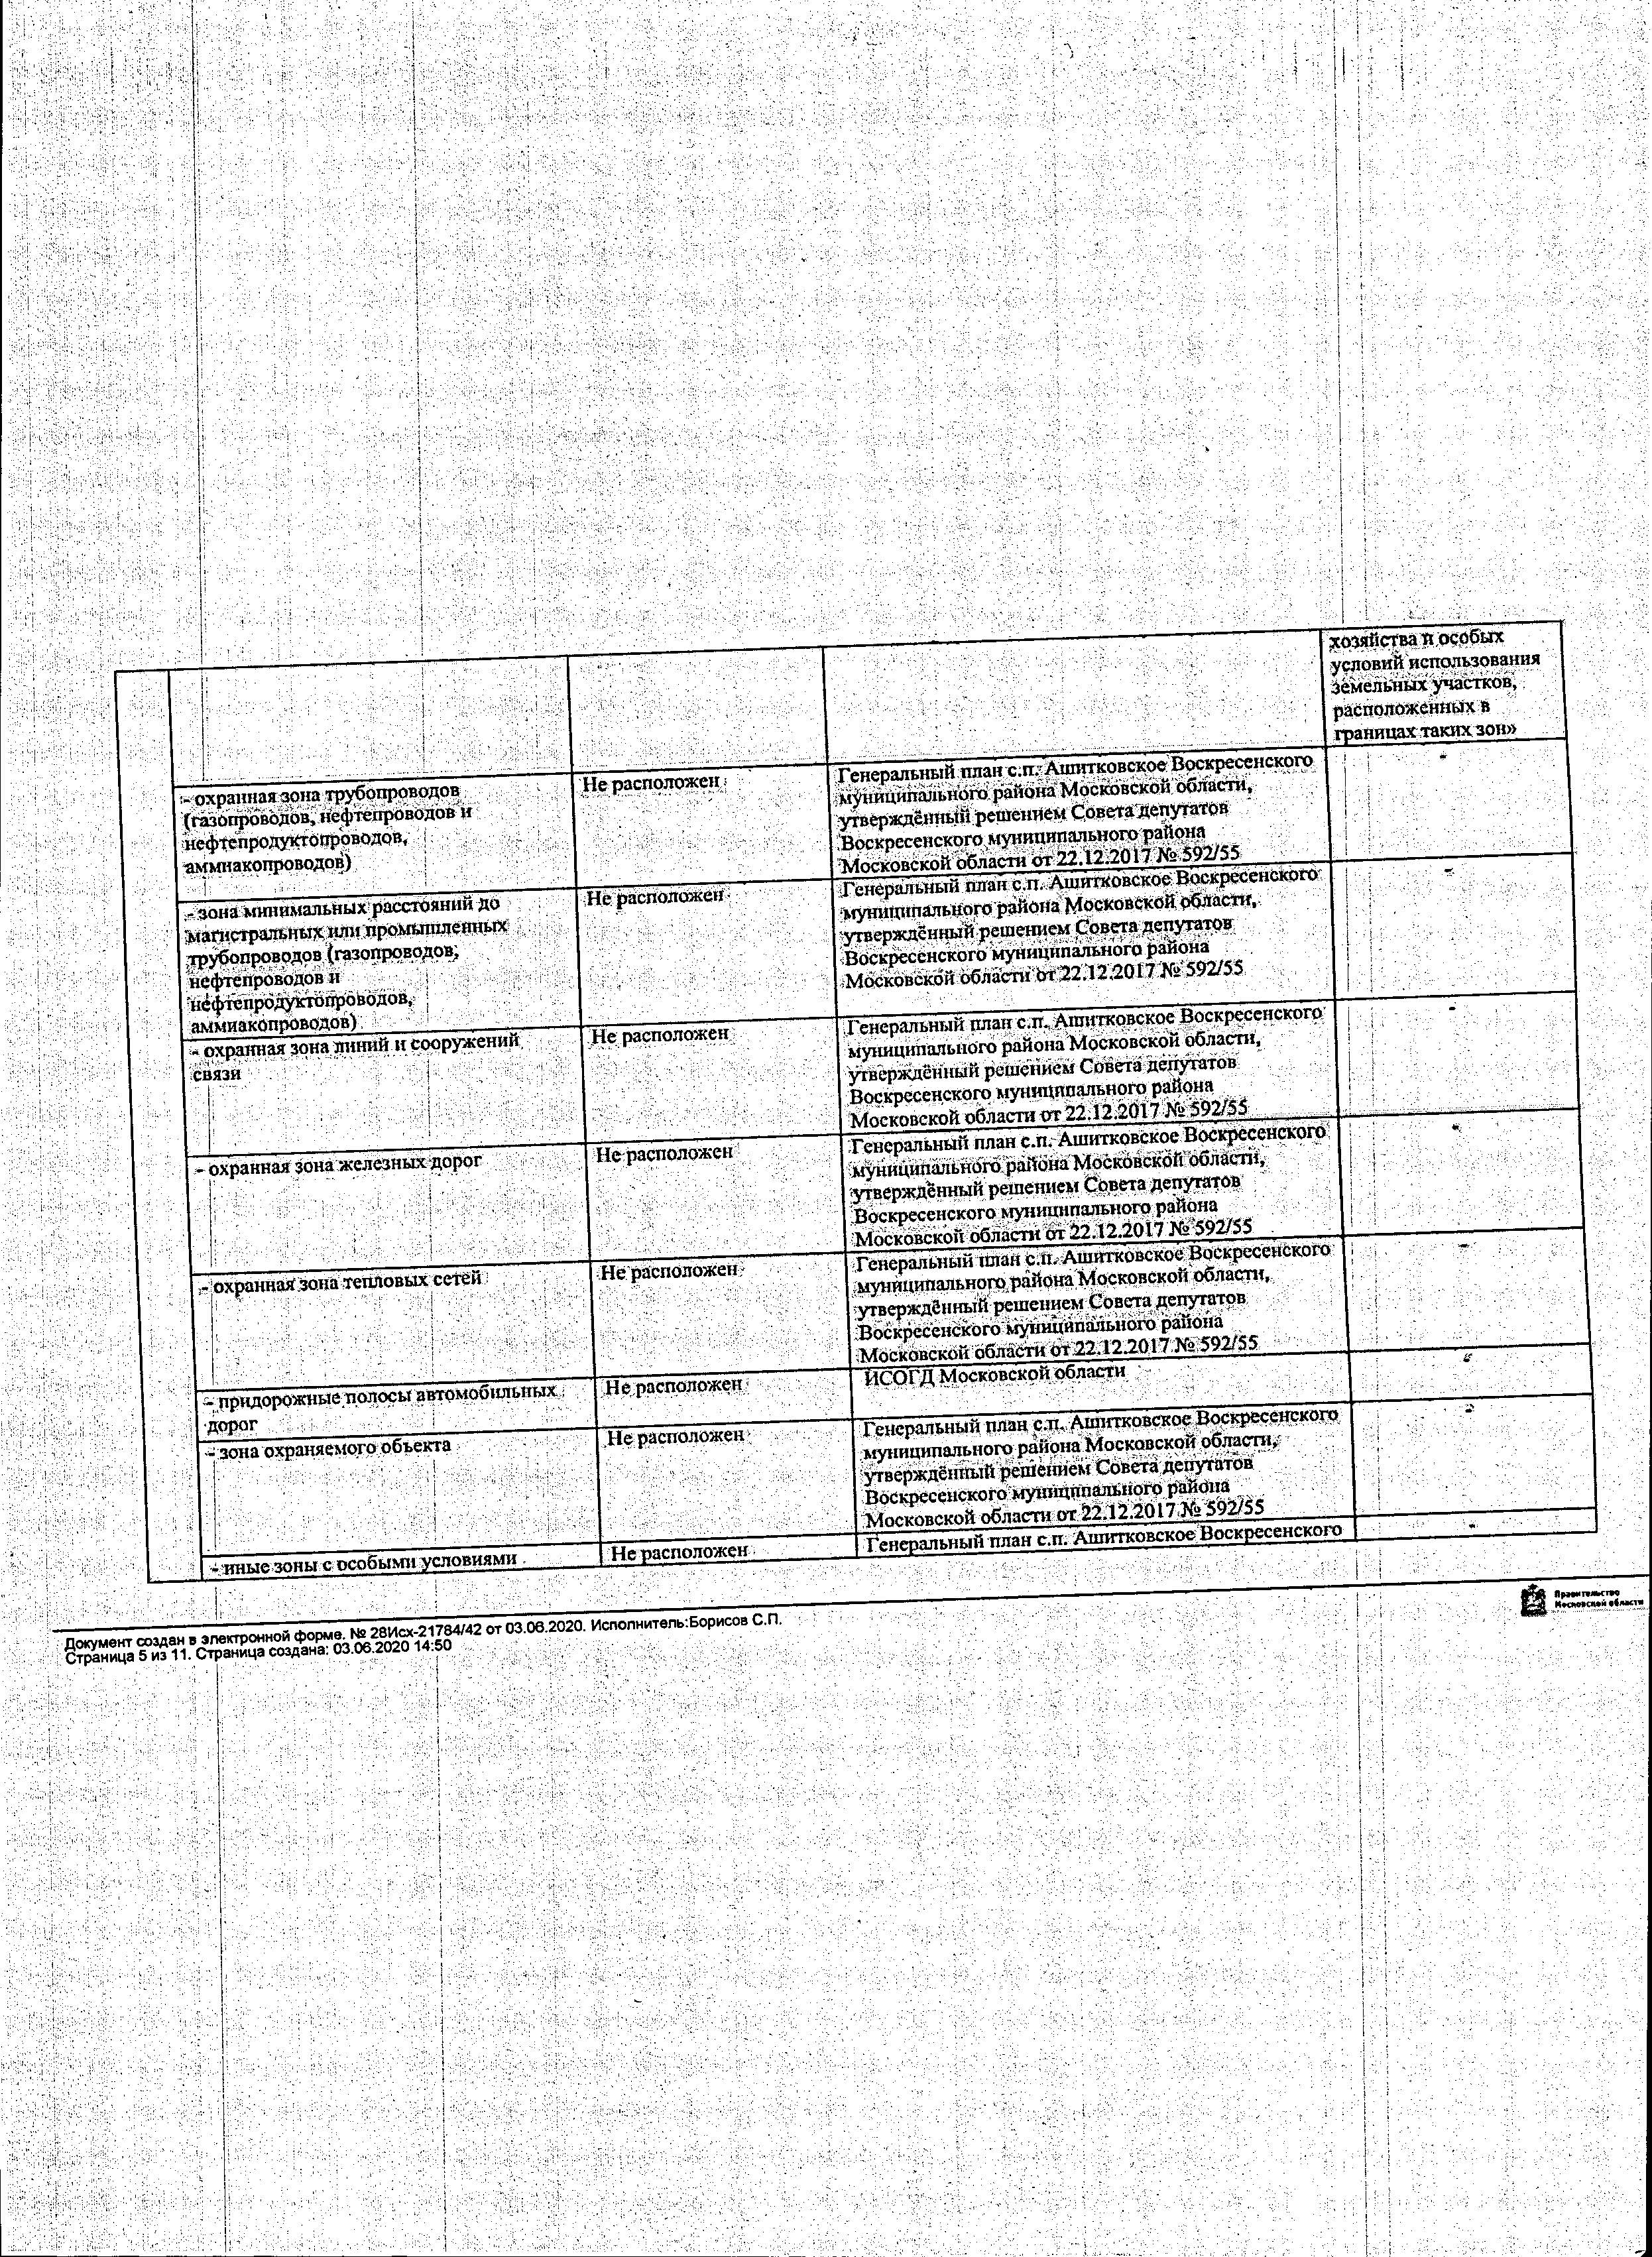 хозяйства и особых
условий использования
земельных участков,
расположенных в
границах таких зон»
- охранная зона трубопроводов
(газопроводов, нефтепроводов и
нефтепродуктопроводов,
аммиакопроводов)
Не расположен
Генеральный план с.п. Ашитковское Воскресенского
муниципального района Московской области,
утверждённый решением Совета депутатов
Воскресенского муниципального района
Московской области от 22.12.2017 № 592/55
-
- зона минимальных расстояний до
магистральных или промышленных
трубопроводов (газопроводов,
нефтепроводов и
нефтепродуктопроводов,
аммиакопроводов)
Не расположен
Генеральный план с.п. Ашитковское Воскресенского
муниципального района Московской области,
утверждённый решением Совета депутатов
Воскресенского муниципального района
Московской области от 22.12.2017 № 592/55
-
- охранная зона линий и сооружений
связи
Не расположен
Генеральный план с.п. Ашитковское Воскресенского
муниципального района Московской области,
утверждённый решением Совета депутатов
Воскресенского муниципального района
Московской области от 22.12.2017 № 592/55
-
- охранная зона железных дорог
Не расположен
Генеральный план с.п. Ашитковское Воскресенского
муниципального района Московской области,
утверждённый решением Совета депутатов
Воскресенского муниципального района
Московской области от 22.12.2017 № 592/55
-
- охранная зона тепловых сетей
Не расположен
Генеральный план с.п. Ашитковское Воскресенского
муниципального района Московской области,
утверждённый решением Совета депутатов
Воскресенского муниципального района
Московской области от 22.12.2017 № 592/55
-
- придорожные полосы автомобильных
дорог
Не расположен
ИСОГД Московской области
-
- зона охраняемого объекта
Не расположен
Генеральный план с.п. Ашитковское Воскресенского
муниципального района Московской области,
утверждённый решением Совета депутатов
Воскресенского муниципального района
Московской области от 22.12.2017 № 592/55
-
- иные зоны с особыми условиями
Не расположен
Генеральный план с.п. Ашитковское Воскресенского
-
Документ создан в электронной форме. № 28Исх-21784/42 от 03.06.2020. Исполнитель:Борисов С.П.
Страница 5 из 11. Страница создана: 03.06.2020 14:50
Правительство
Московской области